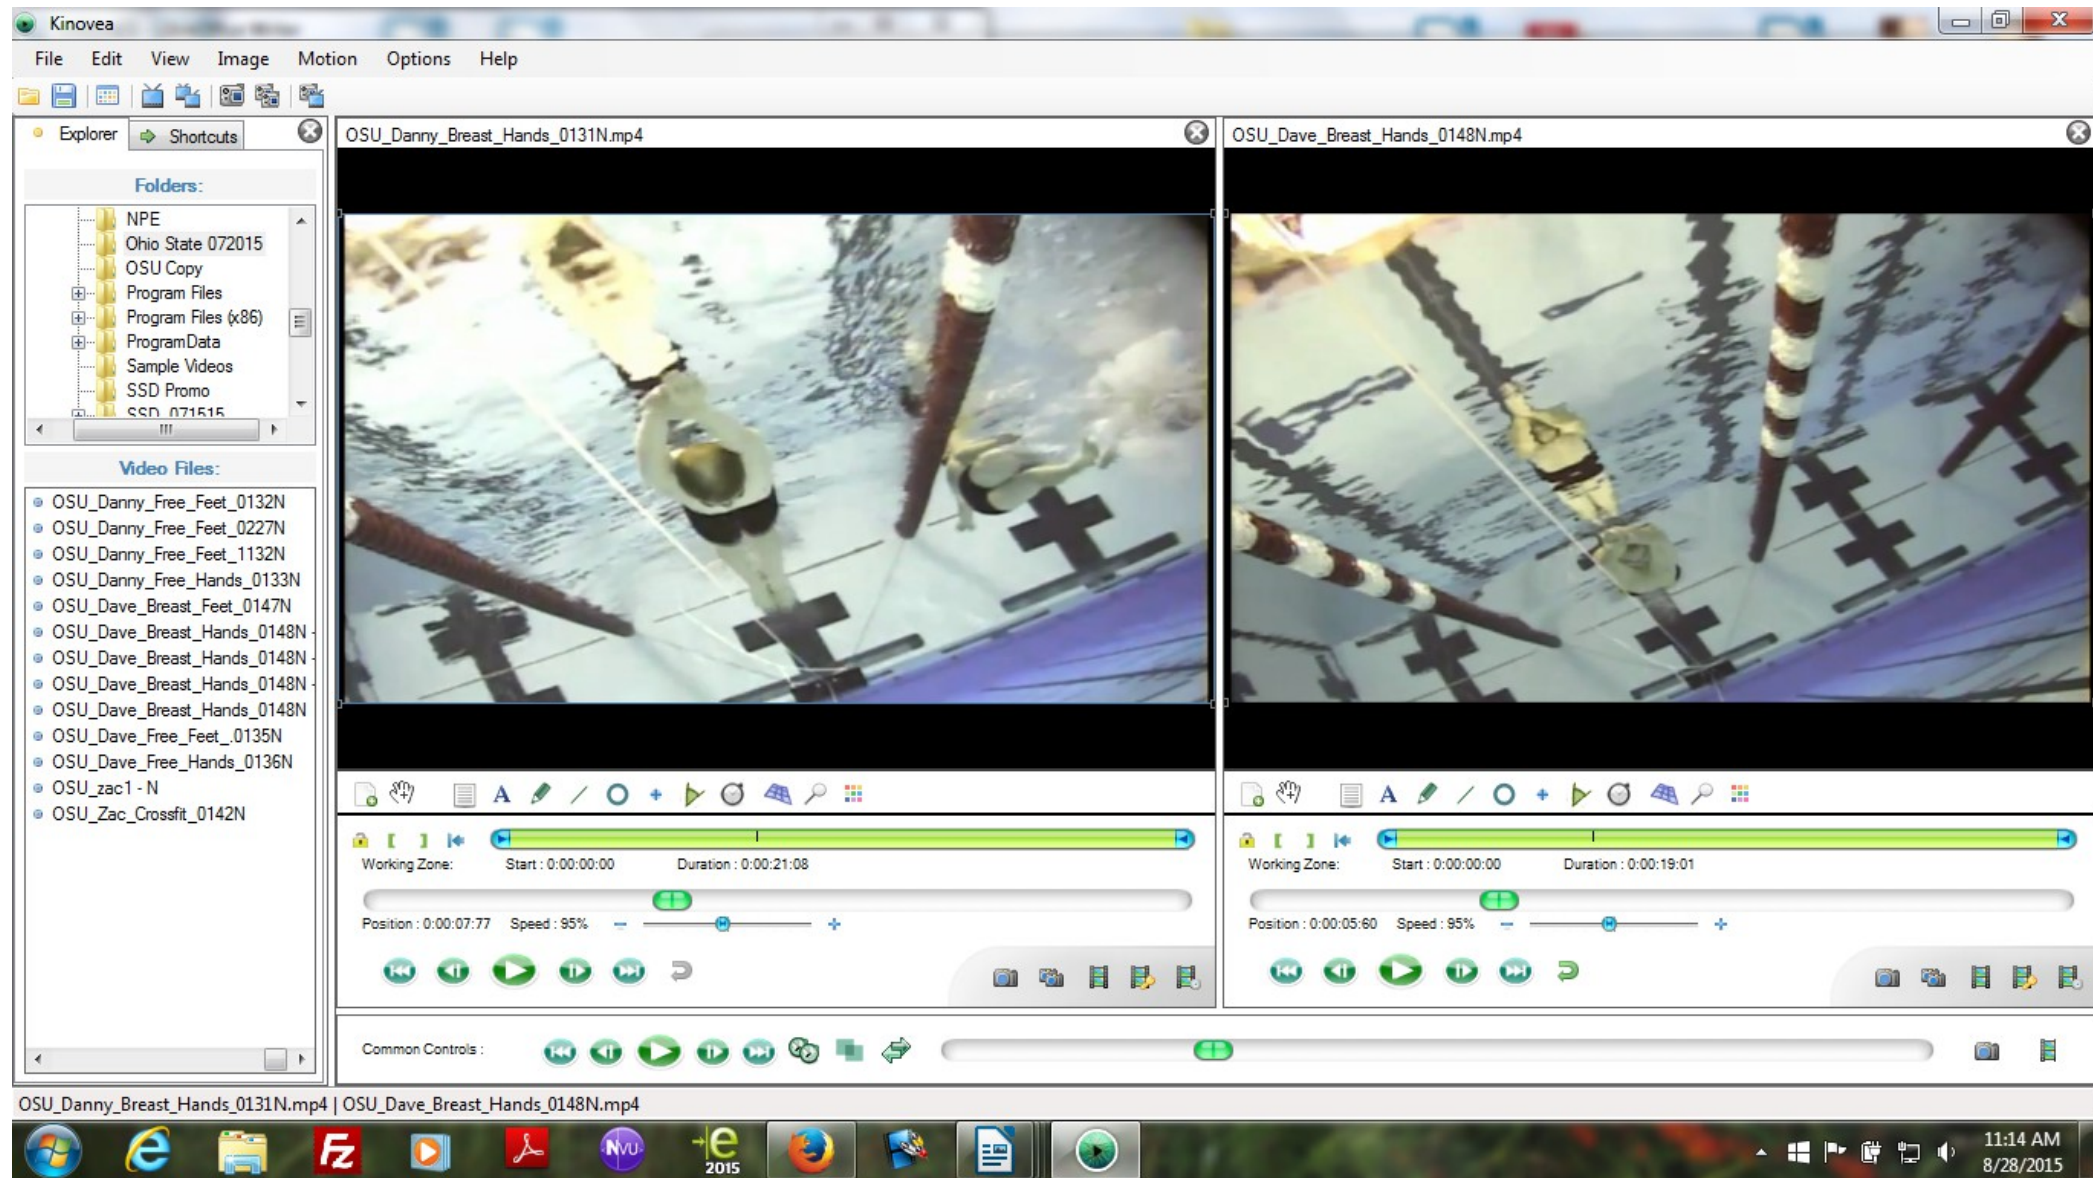 Kinovea
File Edit View Image Motion Options Help
Explorer Shortcuts
Folders:
NPE
Ohio State 072015
OSU Copy
Program Files
Program Files (x86)
ProgramData
Sample Videos
SSD Promo
SSD_071515
Video Files:
OSU_Danny_Free_Feet_0132N
OSU_Danny_Free_Feet_0227N
OSU_Danny_Free_Feet_1132N
OSU_Danny_Free_Hands_0133N
OSU_Dave_Breast_Feet_0147N
OSU_Dave_Breast_Hands_0148N -
OSU_Dave_Breast_Hands_0148N -
OSU_Dave_Breast_Hands_0148N -
OSU_Dave_Breast_Hands_0148N
OSU_Dave_Free_Feet_.0135N
OSU_Dave_Free_Hands_0136N
OSU_zac1 - N
OSU_Zac_Crossfit_0142N
OSU_Danny_Breast_Hands_0131N.mp4
A
Working Zone: Start : 0:00:00:00 Duration : 0:00:21:08
Position : 0:00:07:77 Speed : 95%
OSU_Dave_Breast_Hands_0148N.mp4
A
Working Zone: Start : 0:00:00:00 Duration : 0:00:19:01
Position : 0:00:05:60 Speed : 95%
Common Controls :
OSU_Danny_Breast_Hands_0131N.mp4 | OSU_Dave_Breast_Hands_0148N.mp4
Fz
NVU
e
2015
11:14 AM
8/28/2015